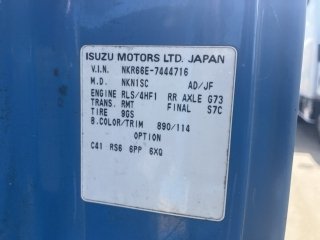 ISUZU MOTORS LTD. JAPAN
V.I.N. NKR66E-7444716
M.D. NKN1SC AD/JF
ENGINE RLS/4HF1 RR AXLE G73
TRANS. RMT FINAL S7C
TIRE 9GS
B.COLOR/TRIM 890/114
OPTION
C41 RS6 6PP 6XQ